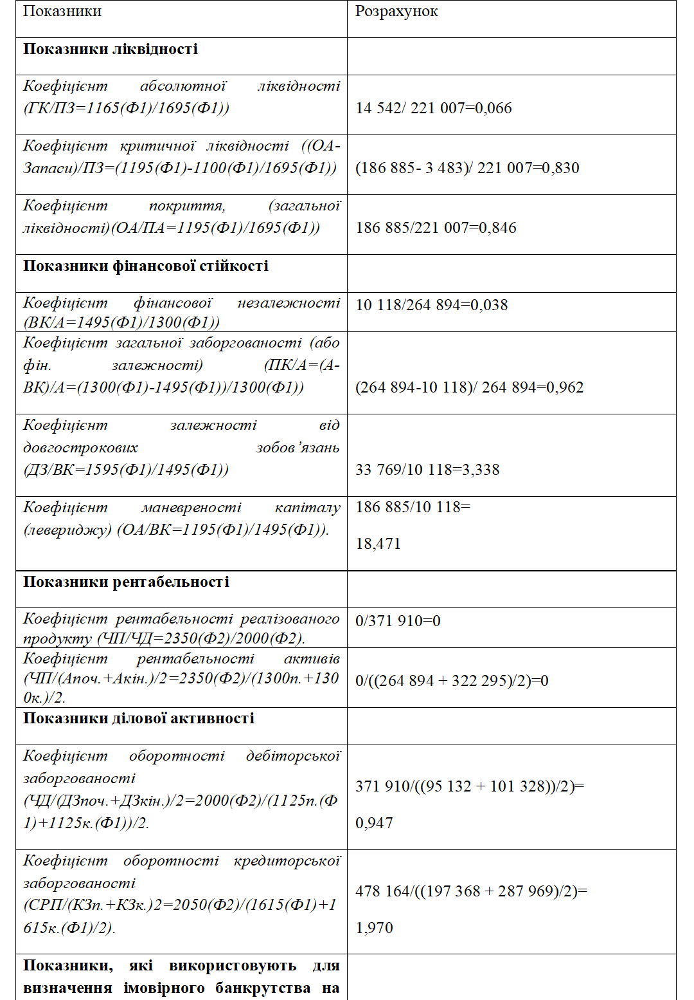 Показники
Розрахунок
Показники ліквідності
Коефіцієнт абсолютної ліквідності
(ГК/ПЗ=1165(Ф1)/1695(Ф1))
14 542/ 221 007=0,066
Коефіцієнт критичної ліквідності ((ОА-
Запаси)/ПЗ=(1195(Ф1)-1100(Ф1)/1695(Ф1))
(186 885- 3 483)/ 221 007=0,830
Коефіцієнт покриття, (загальної
ліквідності)(ОА/ПА=1195(Ф1)/1695(Ф1))
186 885/221 007=0,846
Показники фінансової стійкості
Коефіцієнт фінансової незалежності
(ВК/А=1495(Ф1)/1300(Ф1))
10 118/264 894=0,038
Коефіцієнт загальної заборгованості (або
фін. залежності) (ПК/А=(А-
ВК)/А=(1300(Ф1)-1495(Ф1))/1300(Ф1))
(264 894-10 118)/ 264 894=0,962
Коефіцієнт залежності від
довгострокових зобов’язань
(ДЗ/ВК=1595(Ф1)/1495(Ф1))
33 769/10 118=3,338
Коефіцієнт маневреності капіталу
(левериджу) (ОА/ВК=1195(Ф1)/1495(Ф1)).
186 885/10 118=
18,471
Показники рентабельності
Коефіцієнт рентабельності реалізованого
продукту (ЧП/ЧД=2350(Ф2)/2000(Ф2).
0/371 910=0
Коефіцієнт рентабельності активів
(ЧП/(Апоч.+Акін.)/2=2350(Ф2)/(1300п.+130
0к.)/2.
0/((264 894 + 322 295)/2)=0
Показники ділової активності
Коефіцієнт оборотності дебіторської
заборгованості
(ЧД/(ДЗпоч.+ДЗкін.)/2=2000(Ф2)/(1125п.(Ф
1)+1125к.(Ф1))/2.
371 910/((95 132 + 101 328))/2)=
0,947
Коефіцієнт оборотності кредиторської
заборгованості
(СРП/(КЗп.+КЗк.)2=2050(Ф2)/(1615(Ф1)+1
615к.(Ф1)/2).
478 164/((197 368 + 287 969)/2)=
1,970
Показники, які використовують для
визначення імовірного банкрутства на